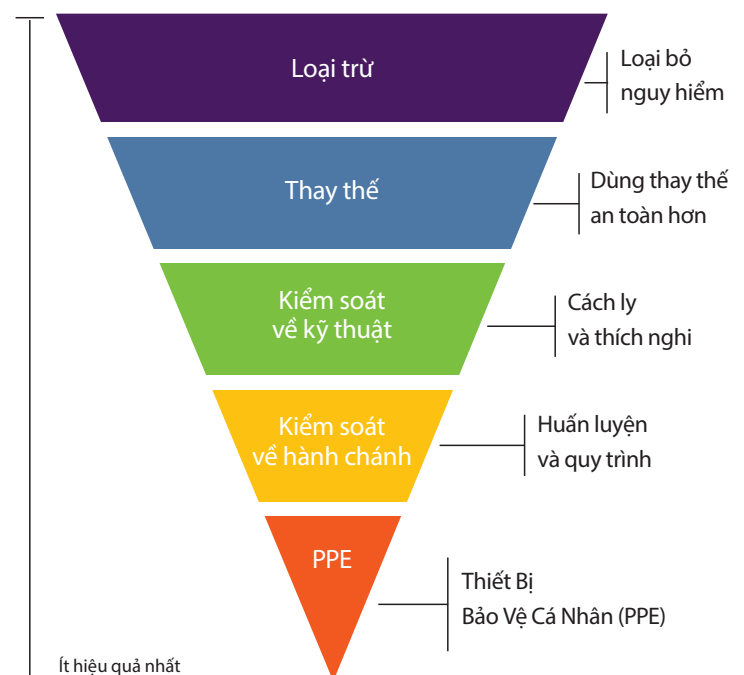 Loại trừ
Loại bỏ
nguy hiểm
Thay thế
Dùng thay thế
an toàn hơn
Kiểm soát
về kỹ thuật
Cách ly
và thích nghi
Kiểm soát
về hành chánh
Huấn luyện
và quy trình
PPE
Thiết Bị
Bảo Vệ Cá Nhân (PPE)
Ít hiệu quả nhất